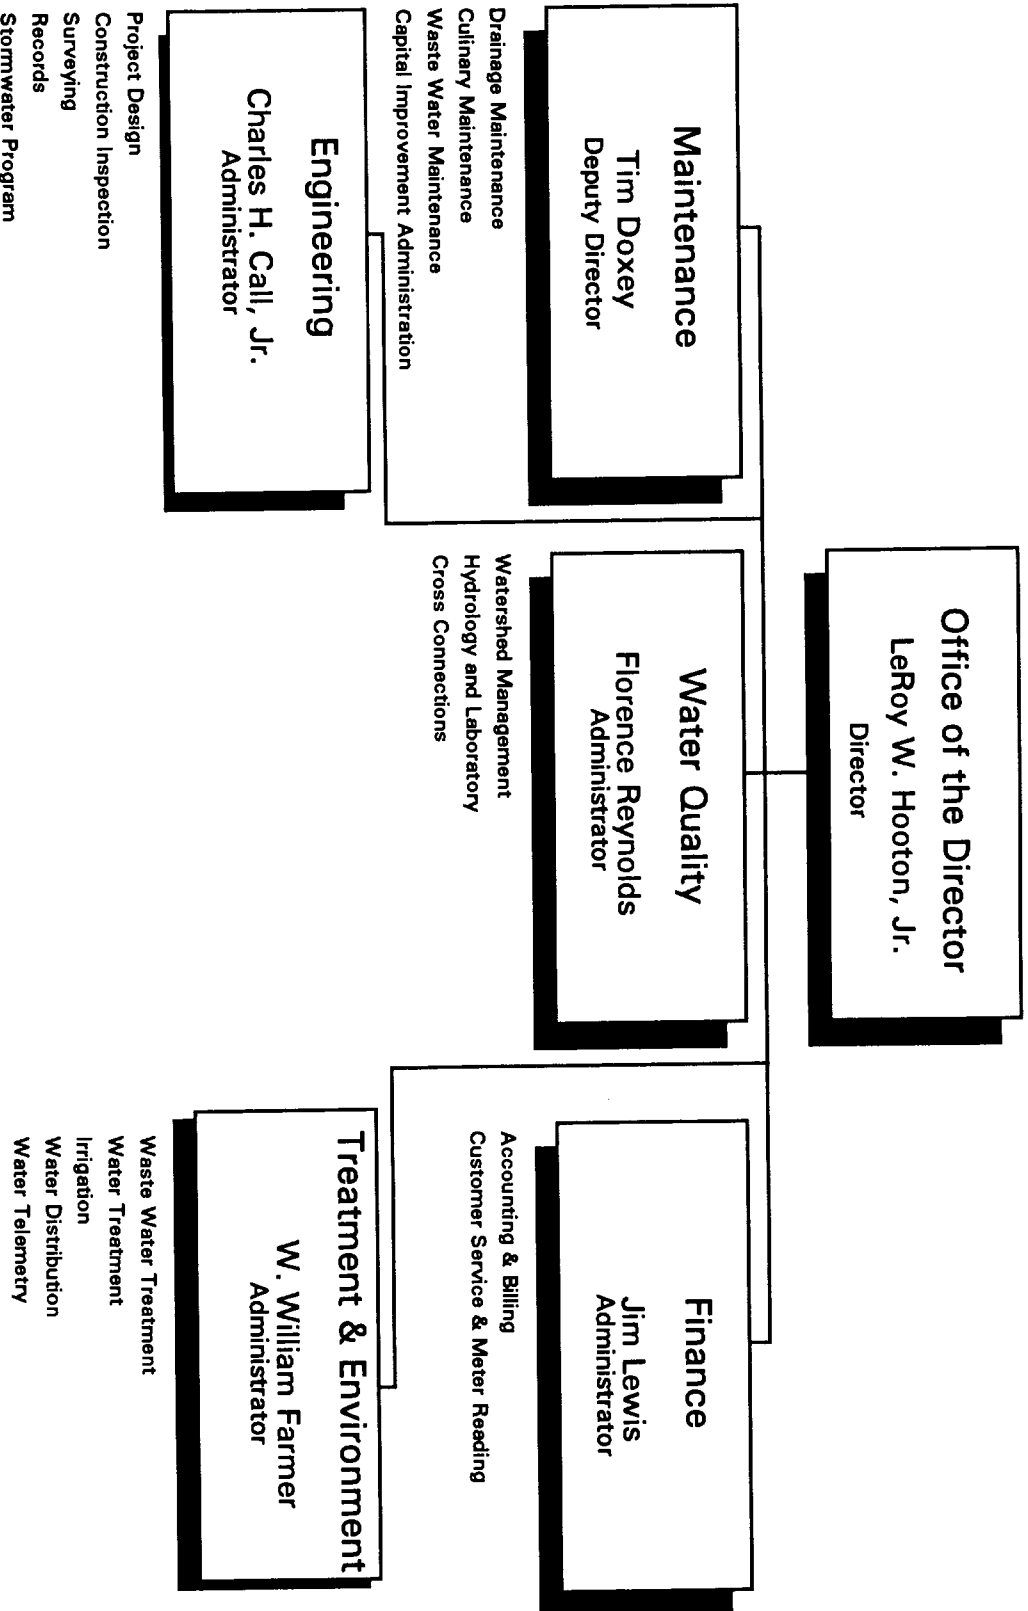 Office of the Director
LeRoy W. Hooton, Jr.
Director
Maintenance
Tim Doxey
Deputy Director
Drainage Maintenance
Culinary Maintenance
Waste Water Maintenance
Capital Improvement Administration
Water Quality
Florence Reynolds
Administrator
Watershed Management
Hydrology and Laboratory
Cross Connections
Finance
Jim Lewis
Administrator
Accounting & Billing
Customer Service & Meter Reading
Engineering
Charles H. Call, Jr.
Administrator
Project Design
Construction Inspection
Surveying
Records
Stormwater Program
Treatment & Environment
W. William Farmer
Administrator
Waste Water Treatment
Water Treatment
Irrigation
Water Distribution
Water Telemetry